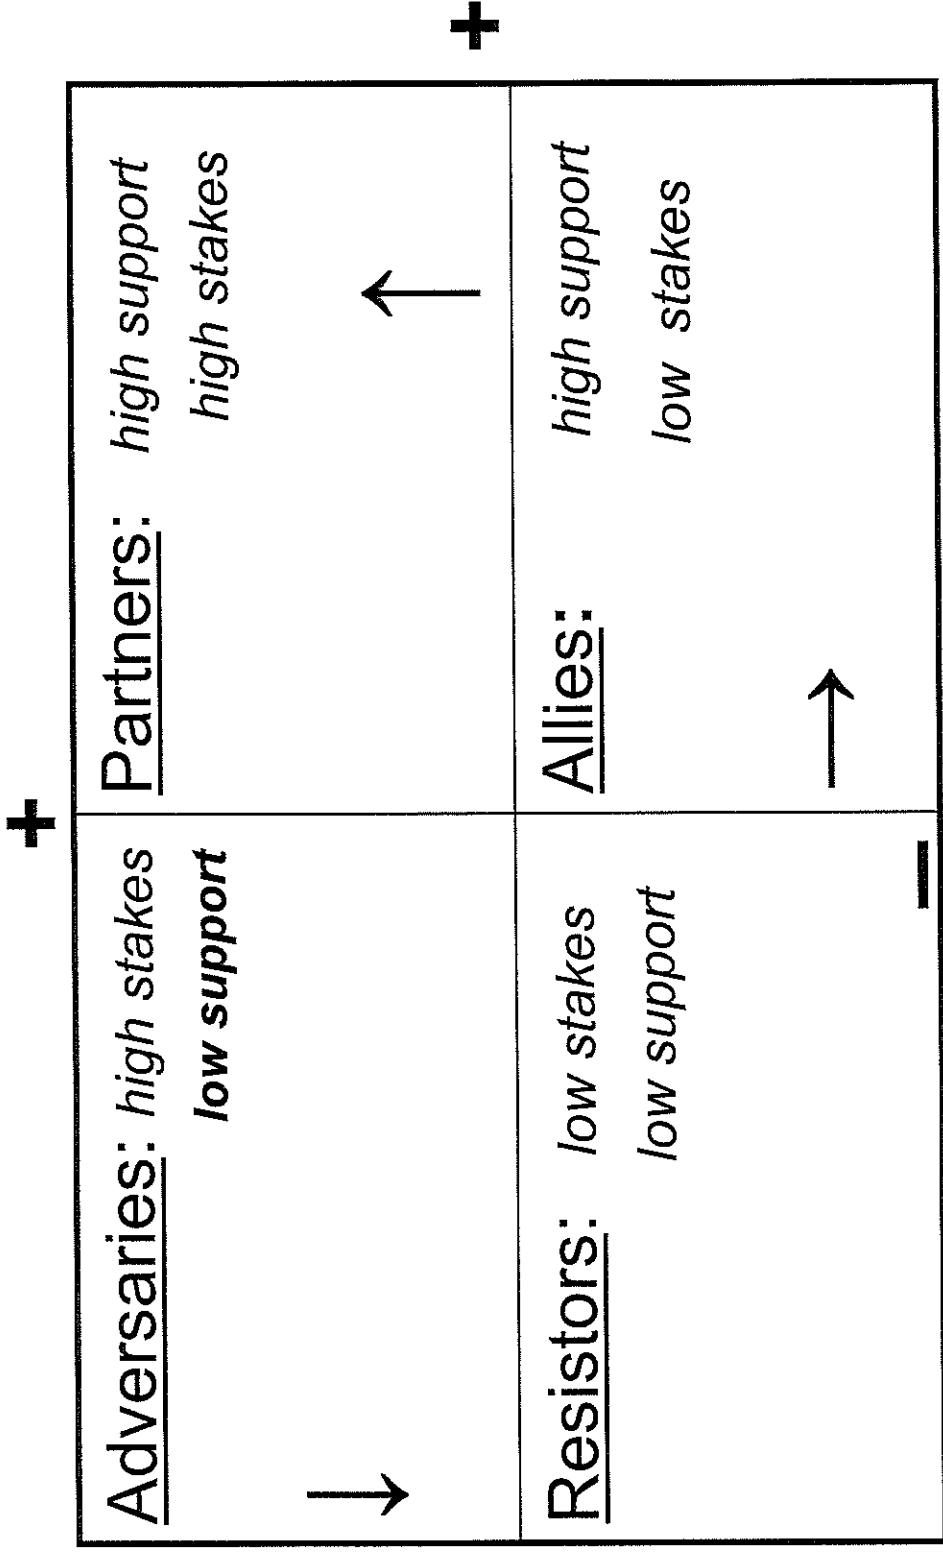 +
Adversaries: high stakes
low support
Partners: high support
high stakes
+
Resistors: low stakes
low support
Allies: high support
low stakes
–